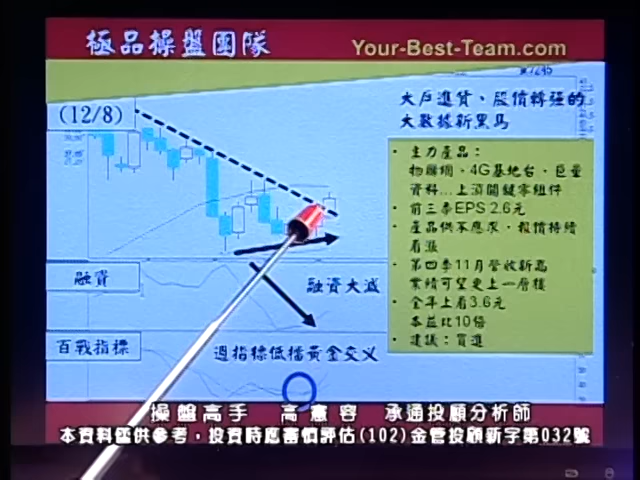 極品操盤團隊
Your-Best-Team.com
(12/8)
大戶進貨、股價轉強的
大數據新黑馬
• 主力產品：
物聯網、4G基地台、巨量
資料...上游關鍵零組件
• 前三季EPS 2.6元
• 產品供不應求，報價持續
看漲
• 第四季11月營收新高
業績可望更上一層樓
• 全年上看3.6元
本益比10倍
• 建議：買進
融資
融資大減
百戰指標
週指標低檔黃金交叉
操盤高手 高憲容 承通投顧分析師
本資料僅供參考，投資時應審慎評估(102)金管投顧新字第032號